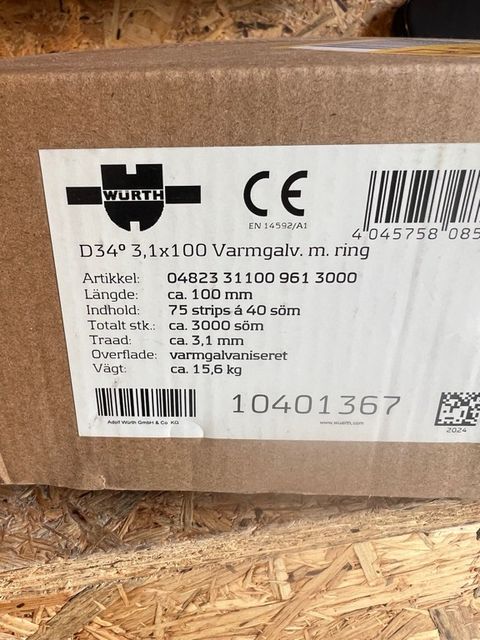 WÜRTH
CE
EN 14592/A1
4 045758 085
D34º 3,1x100 Varmgalv. m. ring
Artikkel: 04823 31100 961 3000
Längde: ca. 100 mm
Indhold: 75 strips á 40 söm
Totalt stk.: ca. 3000 söm
Traad: ca. 3,1 mm
Overflade: varmgalvaniseret
Vägt: ca. 15,6 kg
10401367
Adolf Würth GmbH & Co KG
www.wuerth.com
2024